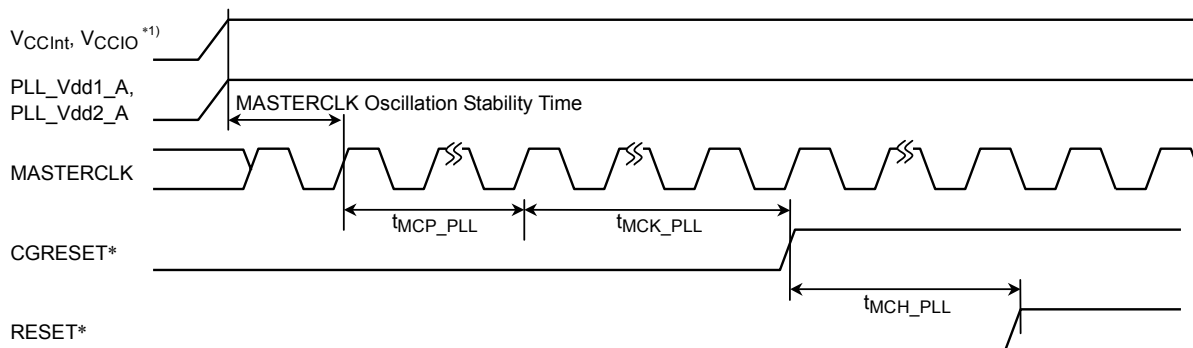 VCCInt, VCCIO *1)
PLL_Vdd1_A,
PLL_Vdd2_A
MASTERCLK Oscillation Stability Time
MASTERCLK
tMCP_PLL
tMCK_PLL
CGRESET*
tMCH_PLL
RESET*